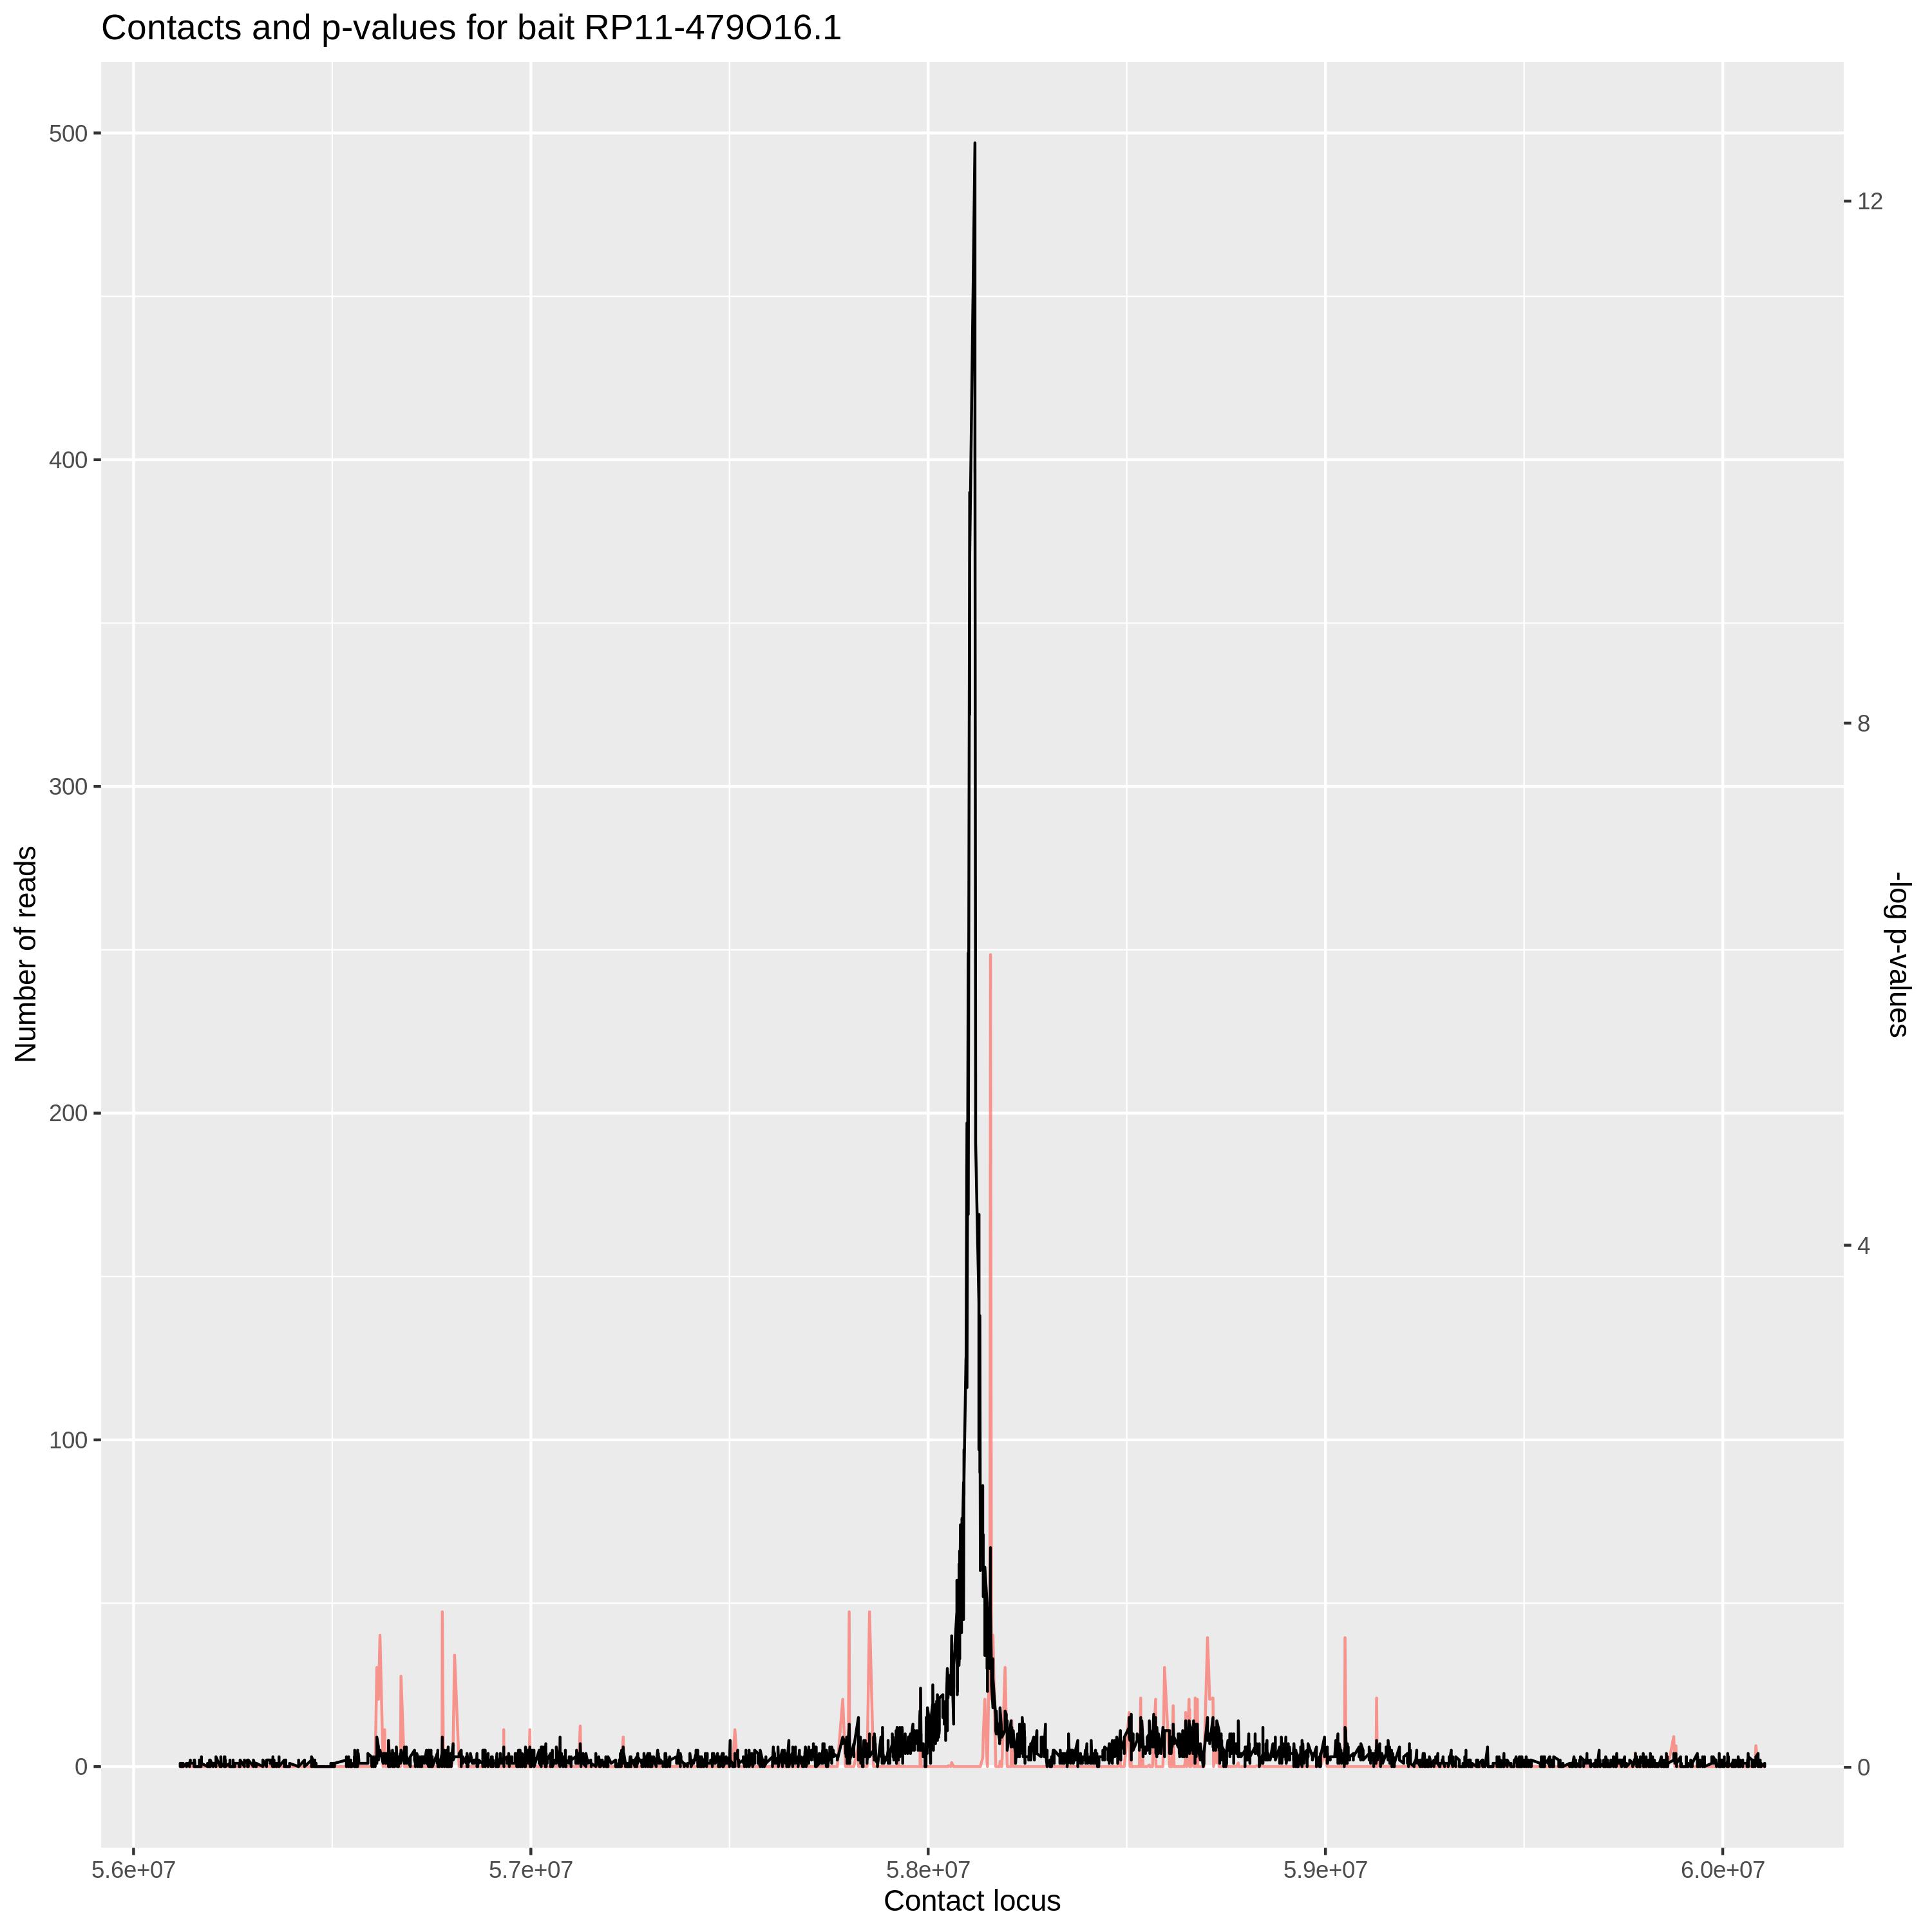 Contacts and p-values for bait RP11-479O16.1
500
400
300
200
100
0
Number of reads
12
8
4
0
-log p-values
5.6e+07
5.7e+07
5.8e+07
5.9e+07
6.0e+07
Contact locus